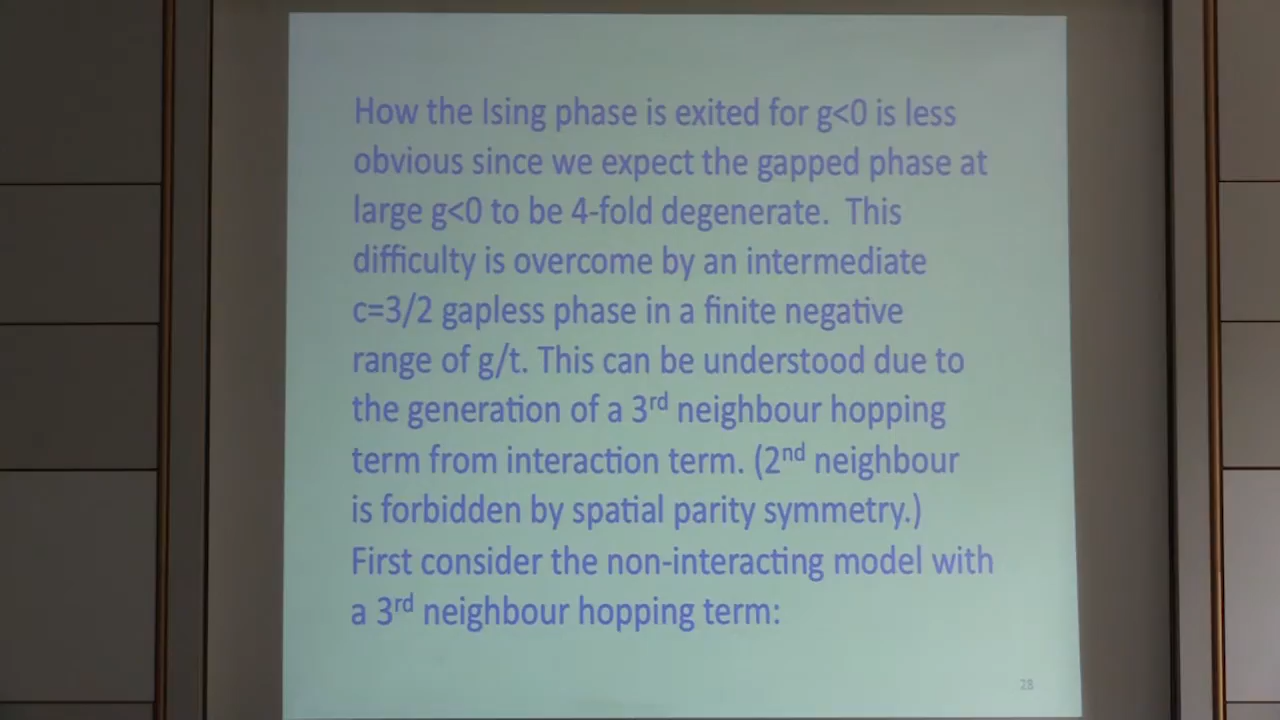 How the Ising phase is exited for g<0 is less
obvious since we expect the gapped phase at
large g<0 to be 4-fold degenerate.  This
difficulty is overcome by an intermediate
c=3/2 gapless phase in a finite negative
range of g/t. This can be understood due to
the generation of a 3rd neighbour hopping
term from interaction term. (2nd neighbour
is forbidden by spatial parity symmetry.)
First consider the non-interacting model with
a 3rd neighbour hopping term:
28